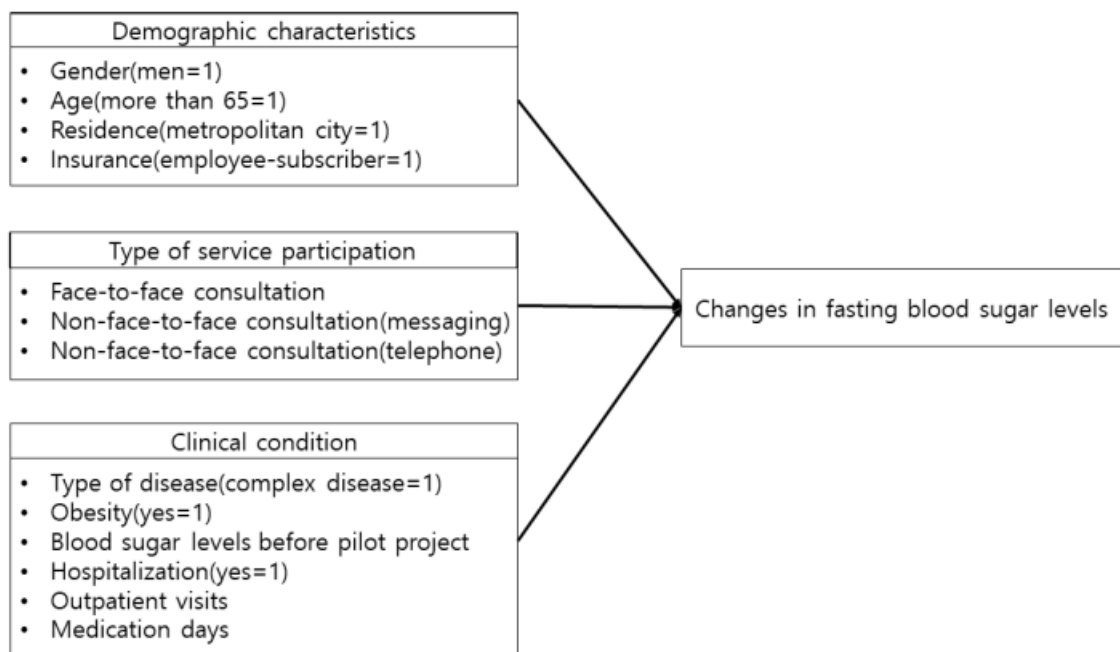 Demographic characteristics
• Gender(men=1)
• Age(more than 65=1)
• Residence(metropolitan city=1)
• Insurance(employee-subscriber=1)
Type of service participation
• Face-to-face consultation
• Non-face-to-face consultation(messaging)
• Non-face-to-face consultation(telephone)
Changes in fasting blood sugar levels
Clinical condition
• Type of disease(complex disease=1)
• Obesity(yes=1)
• Blood sugar levels before pilot project
• Hospitalization(yes=1)
• Outpatient visits
• Medication days